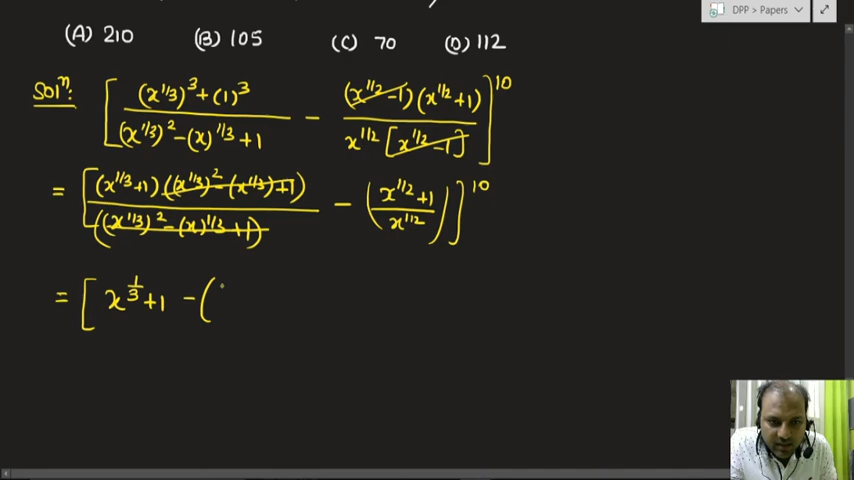 DPP > Papers
(A) 210 (B) 105 (C) 70 (D) 112
Solⁿ: [ ((x^{1/3})^3 + (1)^3) / ((x^{1/3})^2 - (x)^{1/3} + 1) - ((x^{1/2} - 1)(x^{1/2} + 1)) / (x^{1/2} [x^{1/2} - 1]) ]^{10}
= [ ((x^{1/3} + 1) ((x^{1/3})^2 - (x^{1/3}) + 1)) / (((x^{1/3})^2 - (x)^{1/3} + 1)) - ( (x^{1/2} + 1) / x^{1/2} ) ]^{10}
= [ x^{1/3} + 1 - (